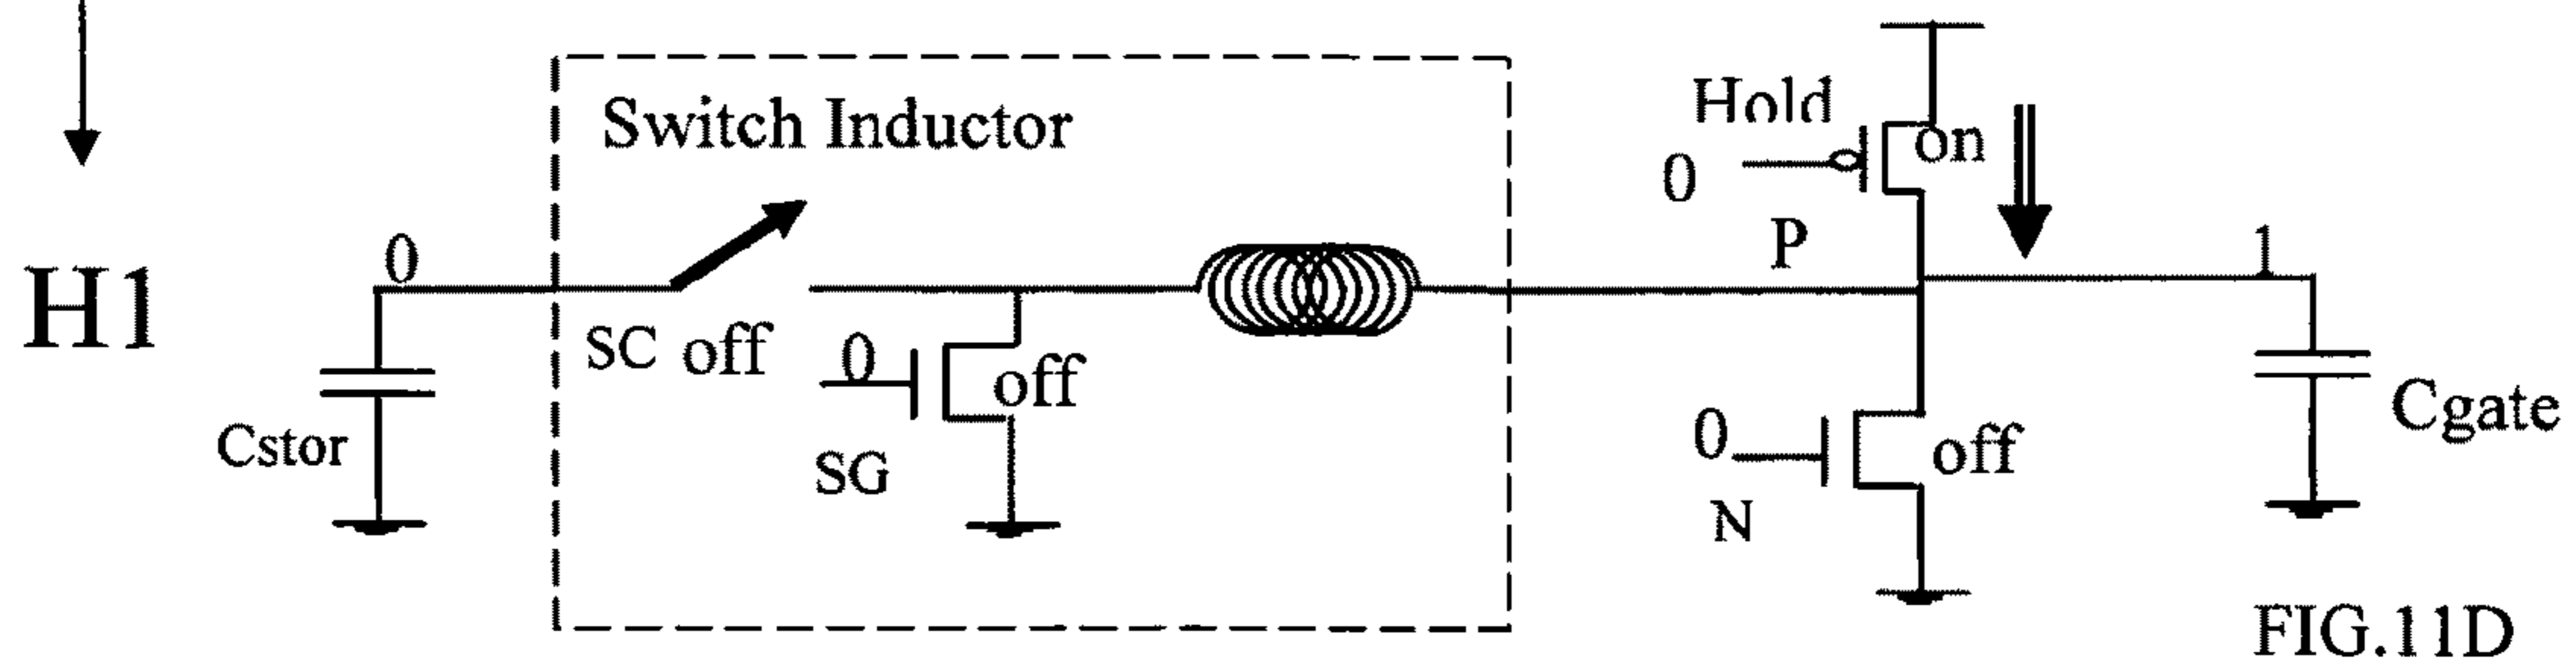 H1
0
Cstor
Switch Inductor
SC off
0
off
SG
Hold
0
on
P
1
0
off
N
Cgate
FIG.11D